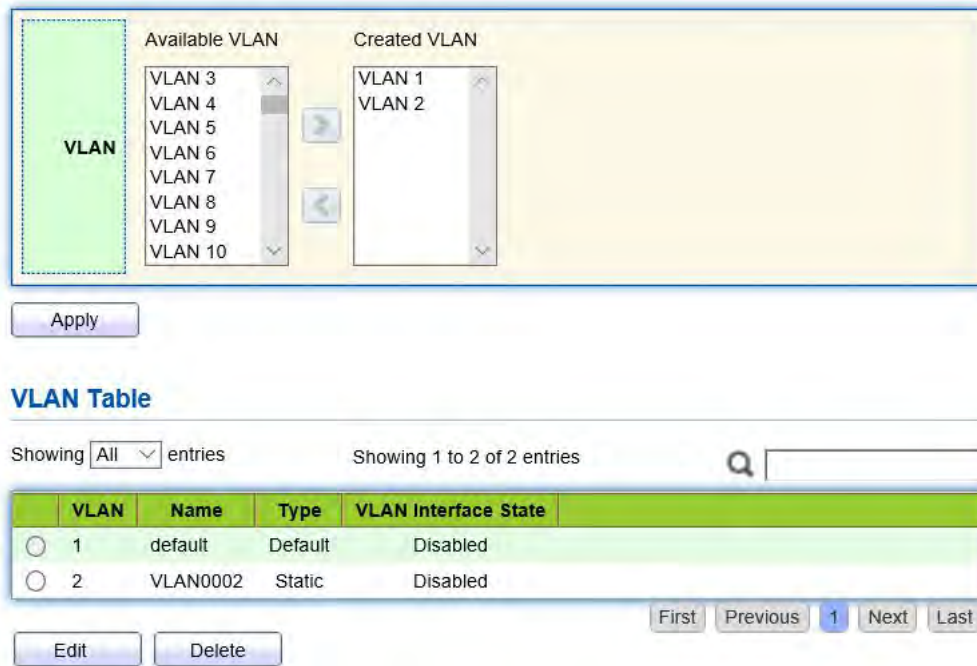 Available VLAN Created VLAN
VLAN
VLAN 3
VLAN 4
VLAN 5
VLAN 6
VLAN 7
VLAN 8
VLAN 9
VLAN 10
VLAN 1
VLAN 2
Apply
VLAN Table
Showing All entries Showing 1 to 2 of 2 entries
VLAN Name Type VLAN Interface State
1 default Default Disabled
2 VLAN0002 Static Disabled
First Previous 1 Next Last
Edit Delete